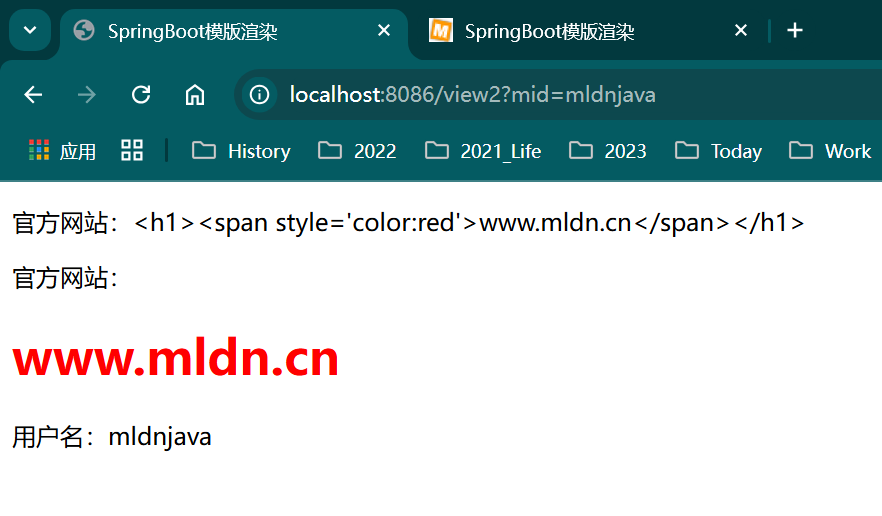 SpringBoot模版渲染
SpringBoot模版渲染
localhost:8086/view2?mid=mldnjava
应用 History 2022 2021_Life 2023 Today Work
官方网站：<h1><span style='color:red'>www.mldn.cn</span></h1>
官方网站：
www.mldn.cn
用户名：mldnjava